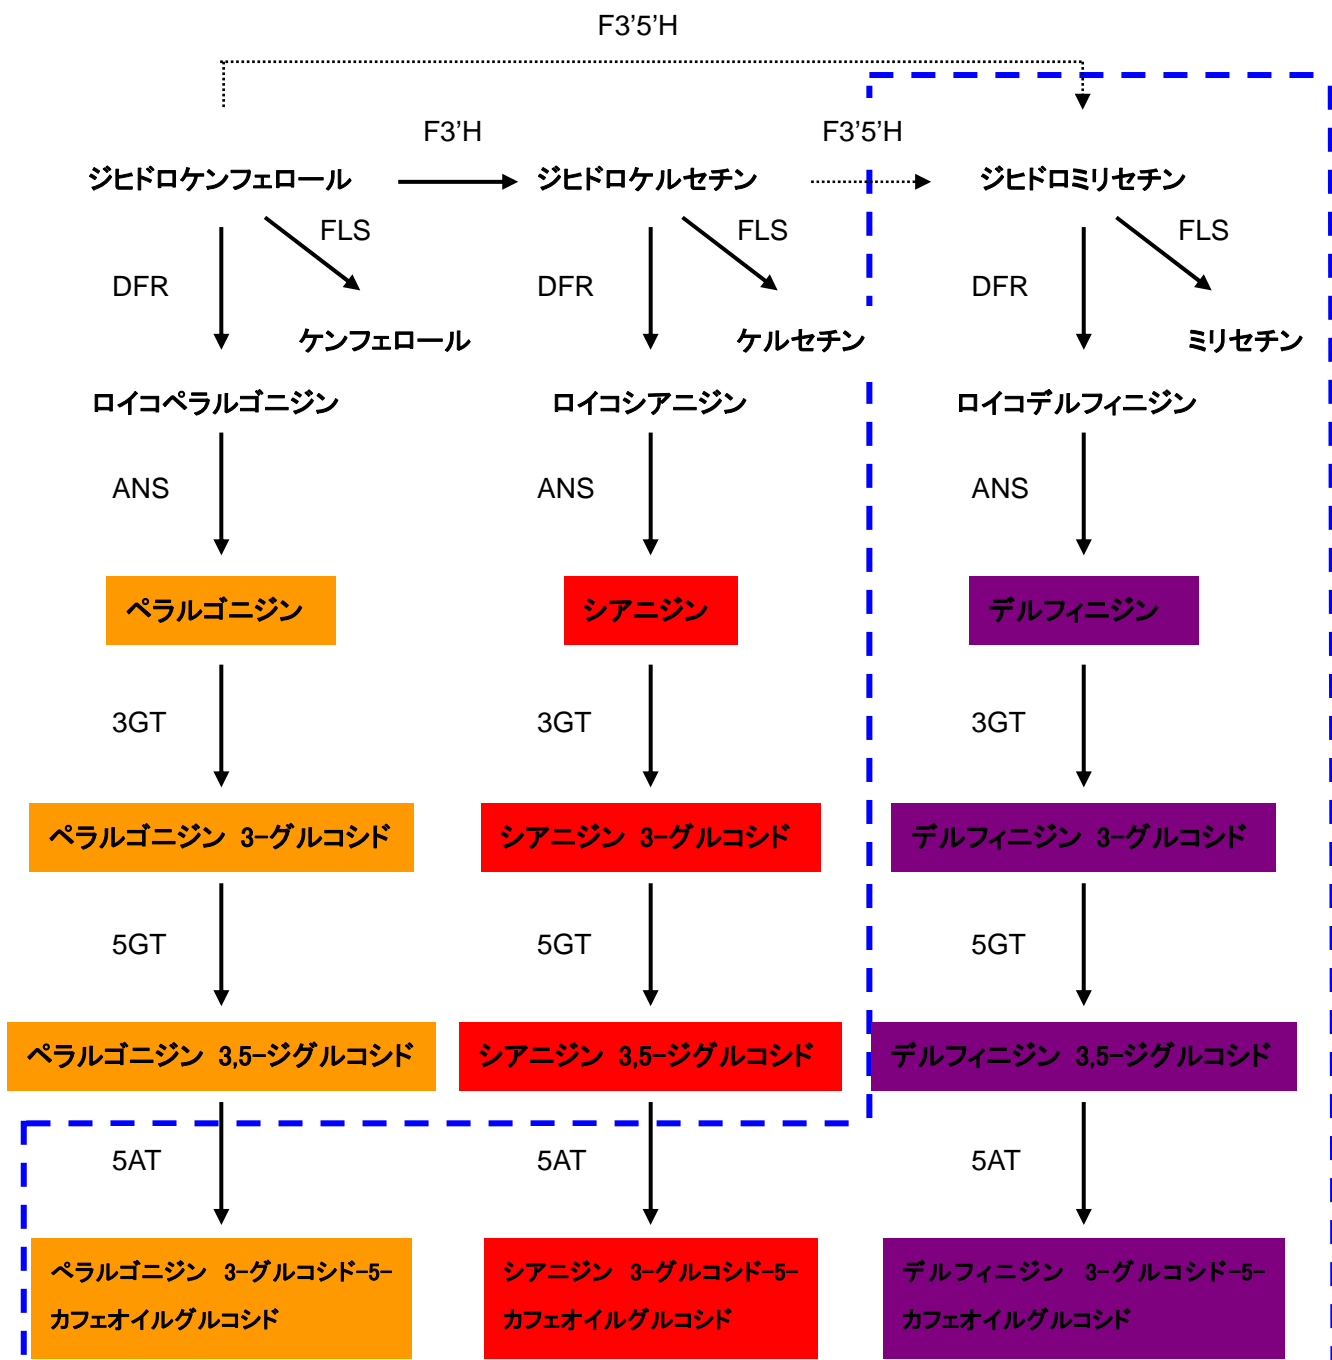 F3’5’H
F3’H
F3’5’H
ジヒドロケンフェロール
ジヒドロケルセチン
ジヒドロミリセチン
FLS
FLS
FLS
DFR
DFR
DFR
ケンフェロール
ケルセチン
ミリセチン
ロイコペラルゴニジン
ロイコシアニジン
ロイコデルフィニジン
ANS
ANS
ANS
ペラルゴニジン
シアニジン
デルフィニジン
3GT
3GT
3GT
ペラルゴニジン 3-グルコシド
シアニジン 3-グルコシド
デルフィニジン 3-グルコシド
5GT
5GT
5GT
ペラルゴニジン 3,5-ジグルコシド
シアニジン 3,5-ジグルコシド
デルフィニジン 3,5-ジグルコシド
5AT
5AT
5AT
ペラルゴニジン 3-グルコシド-5-
カフェオイルグルコシド
シアニジン 3-グルコシド-5-
カフェオイルグルコシド
デルフィニジン 3-グルコシド-5-
カフェオイルグルコシド